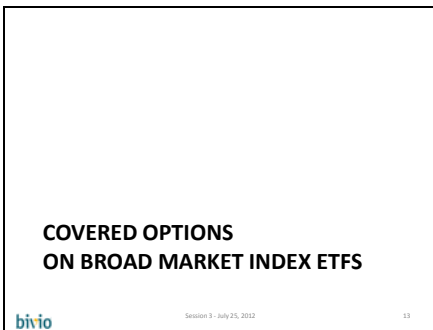 COVERED OPTIONS
ON BROAD MARKET INDEX ETFS
bivio
Session 3 - July 25, 2012
13